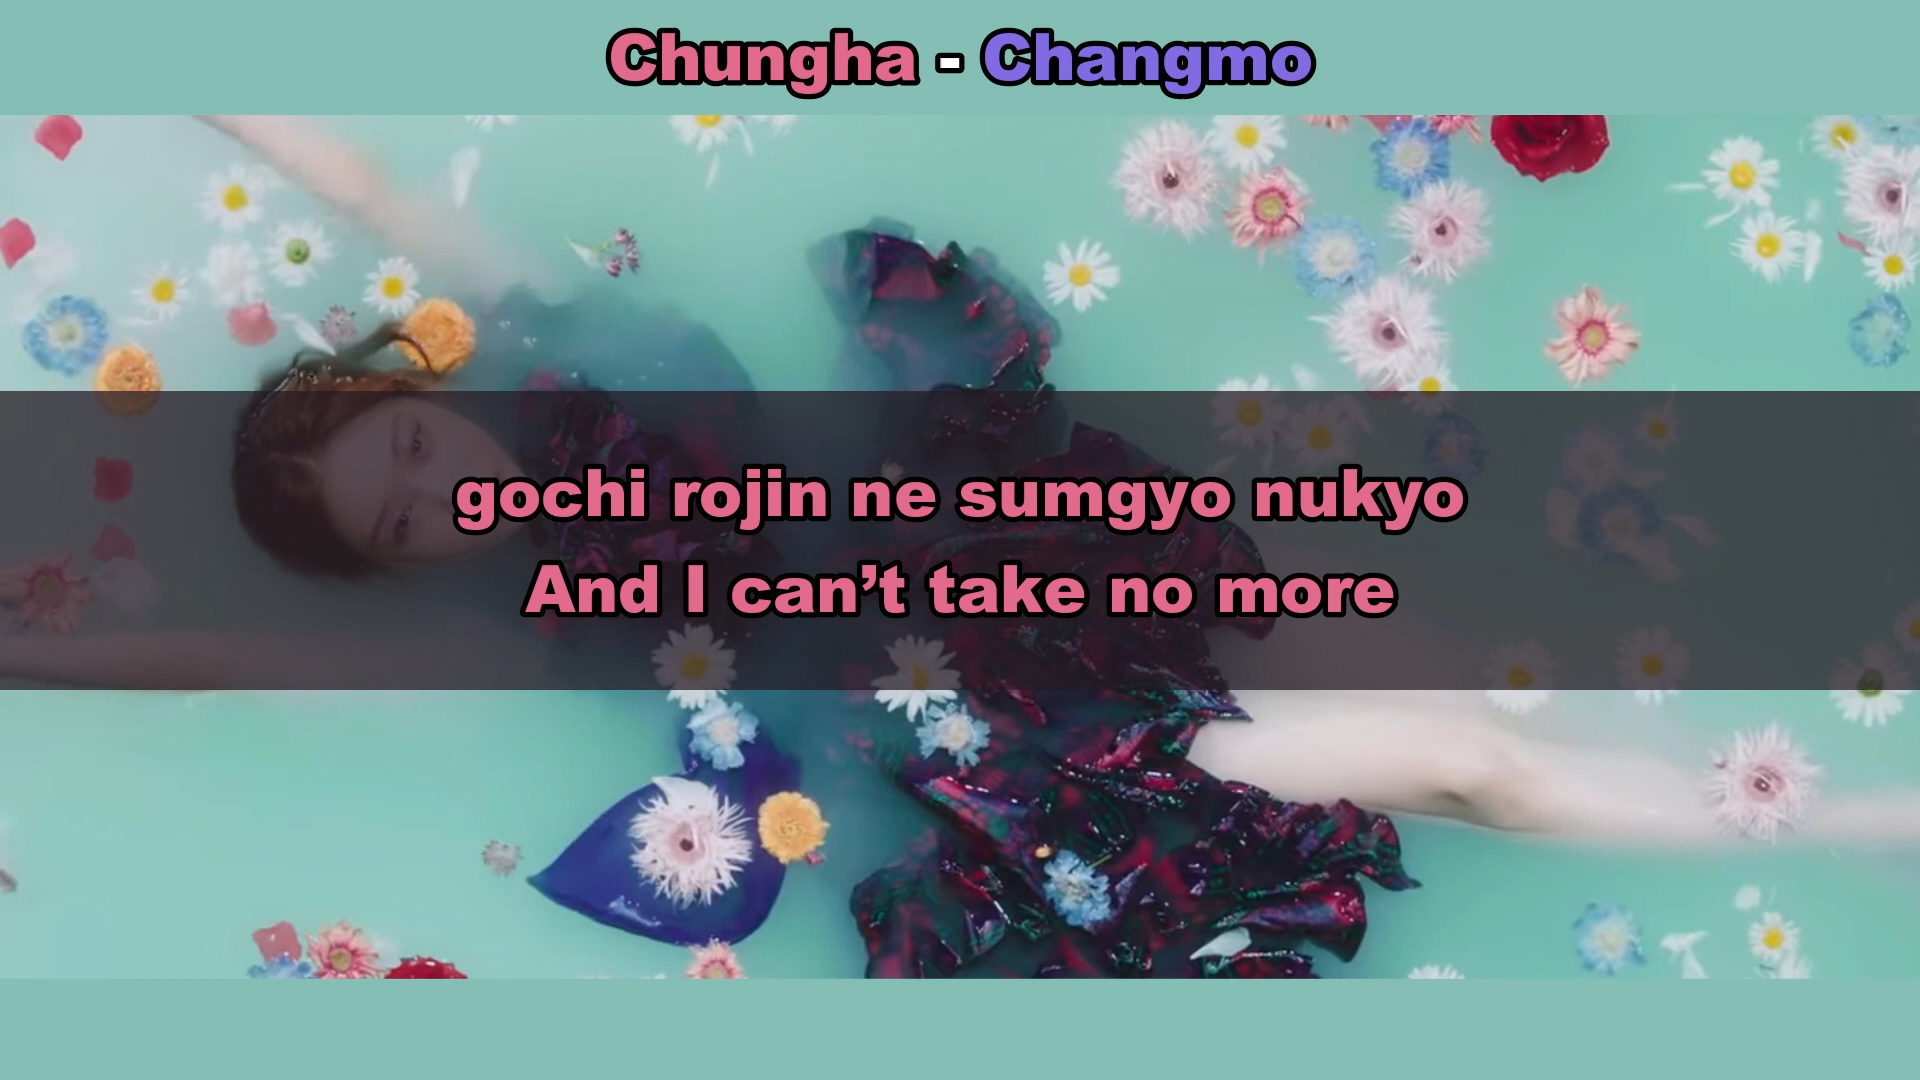 Chungha - Changmo
gochi rojin ne sumgyo nukyo
And I can’t take no more